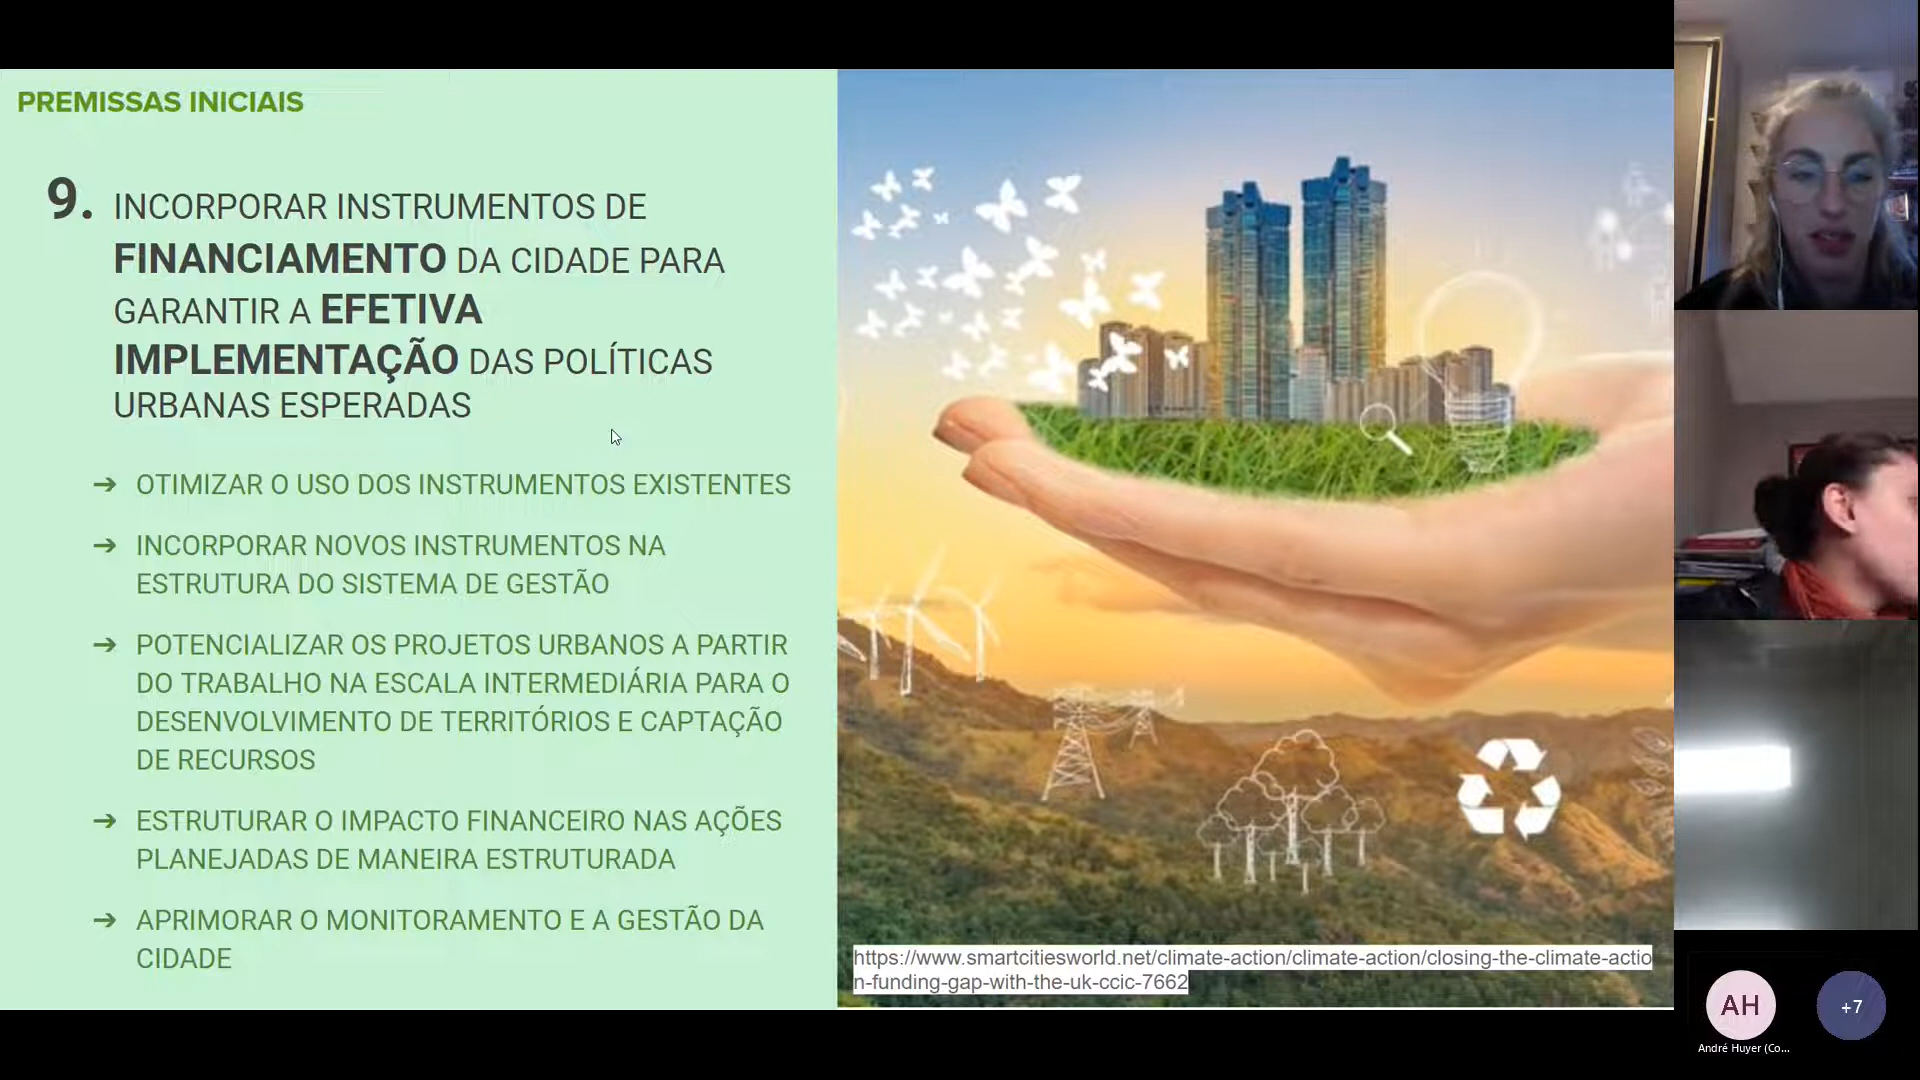 PREMISSAS INICIAIS
9. INCORPORAR INSTRUMENTOS DE
FINANCIAMENTO DA CIDADE PARA
GARANTIR A EFETIVA
IMPLEMENTAÇÃO DAS POLÍTICAS
URBANAS ESPERADAS
➔ OTIMIZAR O USO DOS INSTRUMENTOS EXISTENTES
➔ INCORPORAR NOVOS INSTRUMENTOS NA
ESTRUTURA DO SISTEMA DE GESTÃO
➔ POTENCIALIZAR OS PROJETOS URBANOS A PARTIR
DO TRABALHO NA ESCALA INTERMEDIÁRIA PARA O
DESENVOLVIMENTO DE TERRITÓRIOS E CAPTAÇÃO
DE RECURSOS
➔ ESTRUTURAR O IMPACTO FINANCEIRO NAS AÇÕES
PLANEJADAS DE MANEIRA ESTRUTURADA
➔ APRIMORAR O MONITORAMENTO E A GESTÃO DA
CIDADE
https://www.smartcitiesworld.net/climate-action/climate-action/closing-the-climate-actio
n-funding-gap-with-the-uk-ccic-7662
AH
+7
André Huyer (Co...